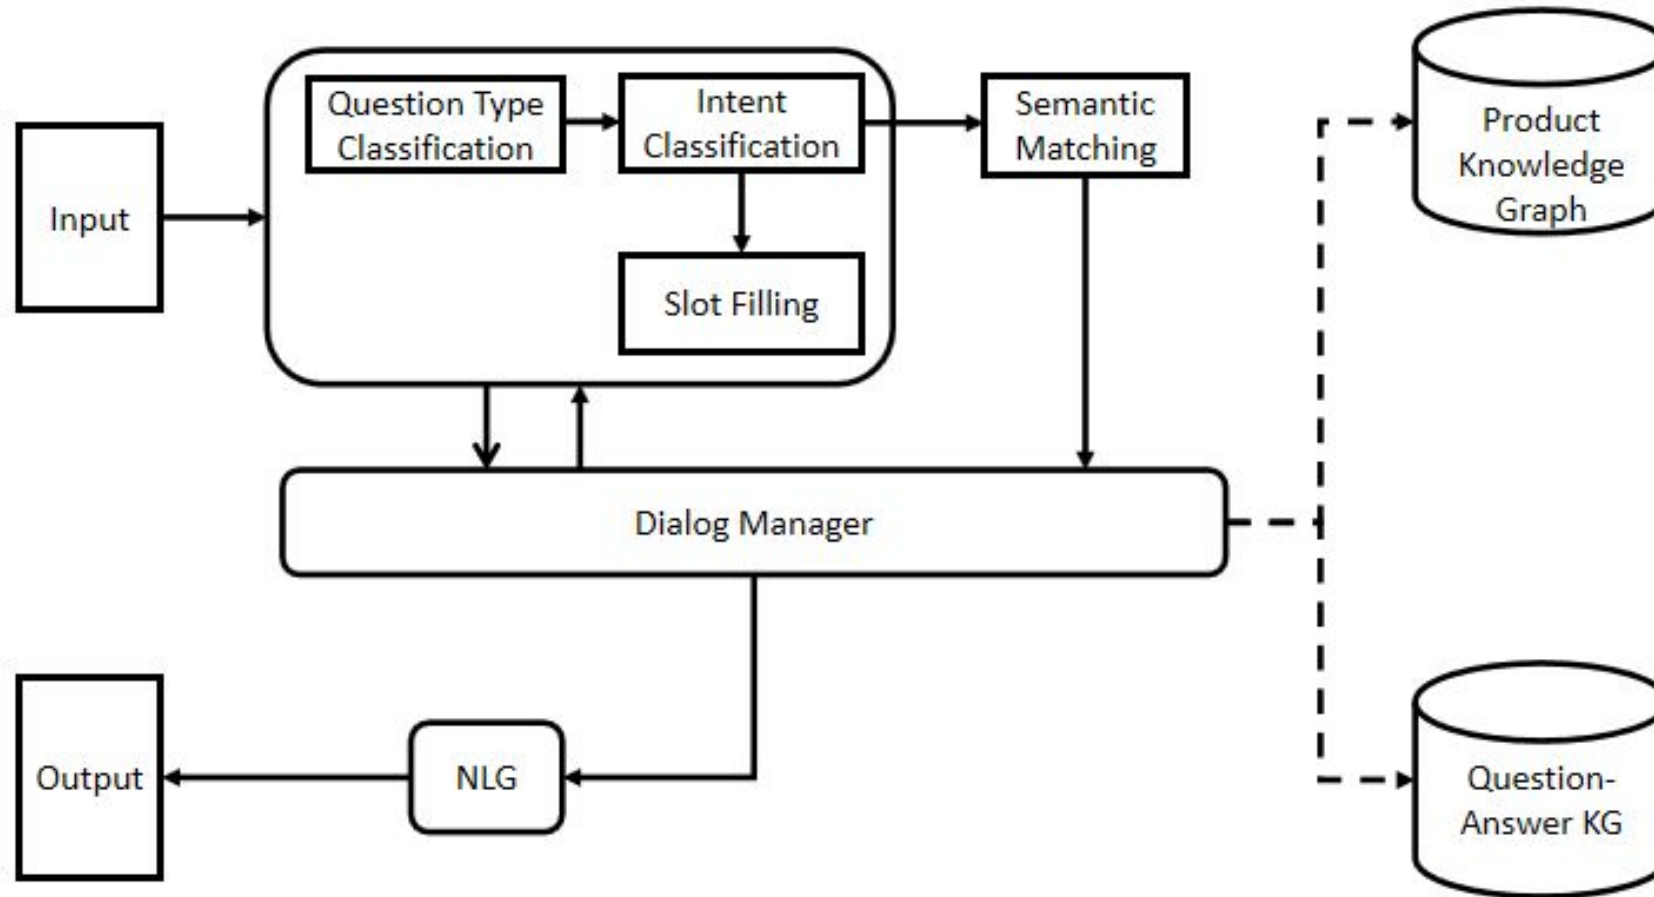 Question Type
Classification
Intent
Classification
Semantic
Matching
Product
Knowledge
Graph
Input
Slot Filling
Dialog Manager
Output
NLG
Question-
Answer KG